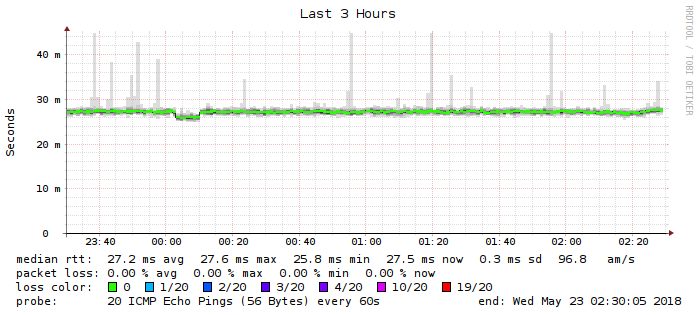 Last 3 Hours
RRDTOOL / TOBI OETIKER
Seconds
40 m
30 m
20 m
10 m
0
23:40 00:00 00:20 00:40 01:00 01:20 01:40 02:00 02:20
median rtt: 27.2 ms avg 27.6 ms max 25.8 ms min 27.5 ms now 0.3 ms sd 96.8 am/s
packet loss: 0.00 % avg 0.00 % max 0.00 % min 0.00 % now
loss color: 0 1/20 2/20 3/20 4/20 10/20 19/20
probe: 20 ICMP Echo Pings (56 Bytes) every 60s end: Wed May 23 02:30:05 2018